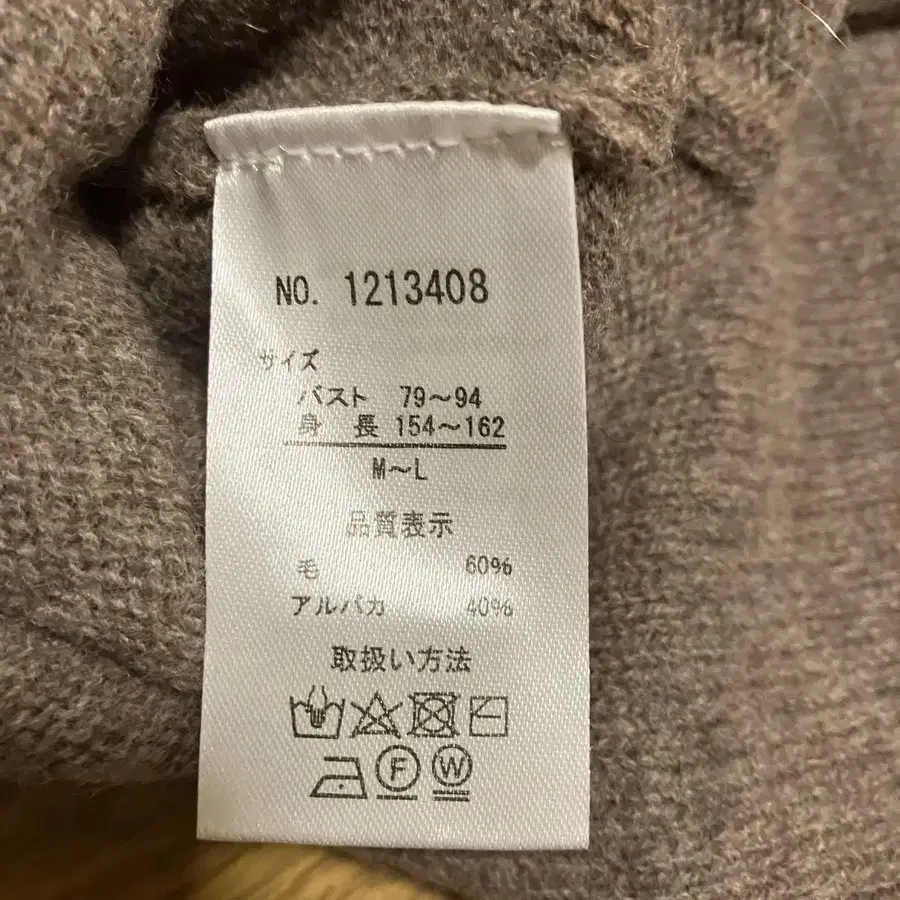 NO. 1213408
サイズ
バスト 79～94
身 長 154～162
M～L
品質表示
毛 60%
アルパカ 40%
取扱い方法
F W